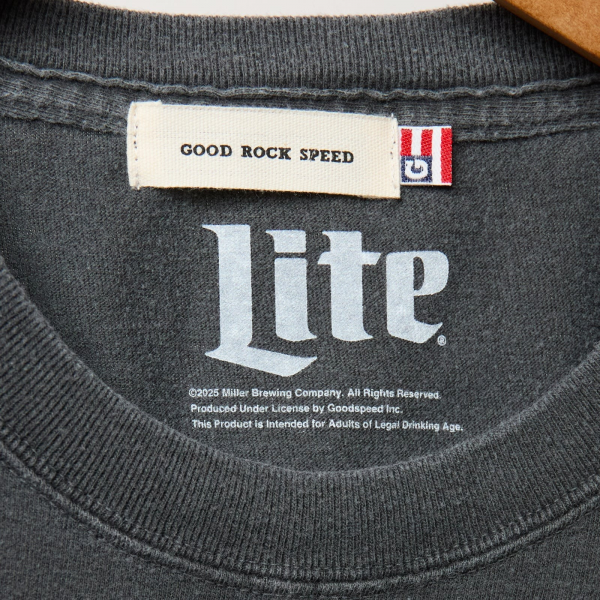 GOOD ROCK SPEED
G
Lite®
©2025 Miller Brewing Company. All Rights Reserved.
Produced Under License by Goodspeed Inc.
This Product is Intended for Adults of Legal Drinking Age.